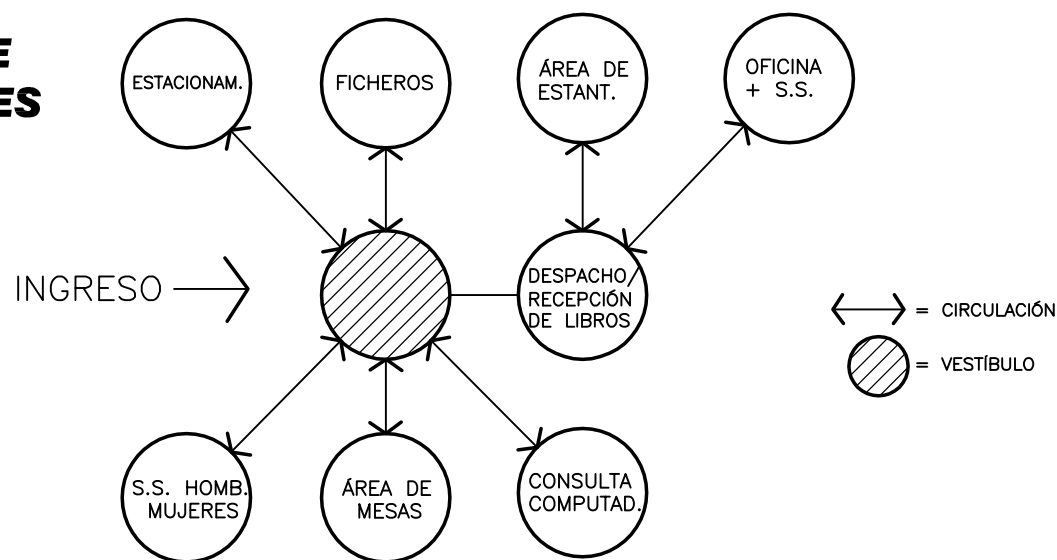 ESTACIONAM.
FICHEROS
ÁREA DE
ESTANT.
OFICINA
+ S.S.
INGRESO
DESPACHO/
RECEPCIÓN
DE LIBROS
= CIRCULACIÓN
= VESTÍBULO
S.S. HOMB.
MUJERES
ÁREA DE
MESAS
CONSULTA
COMPUTAD.